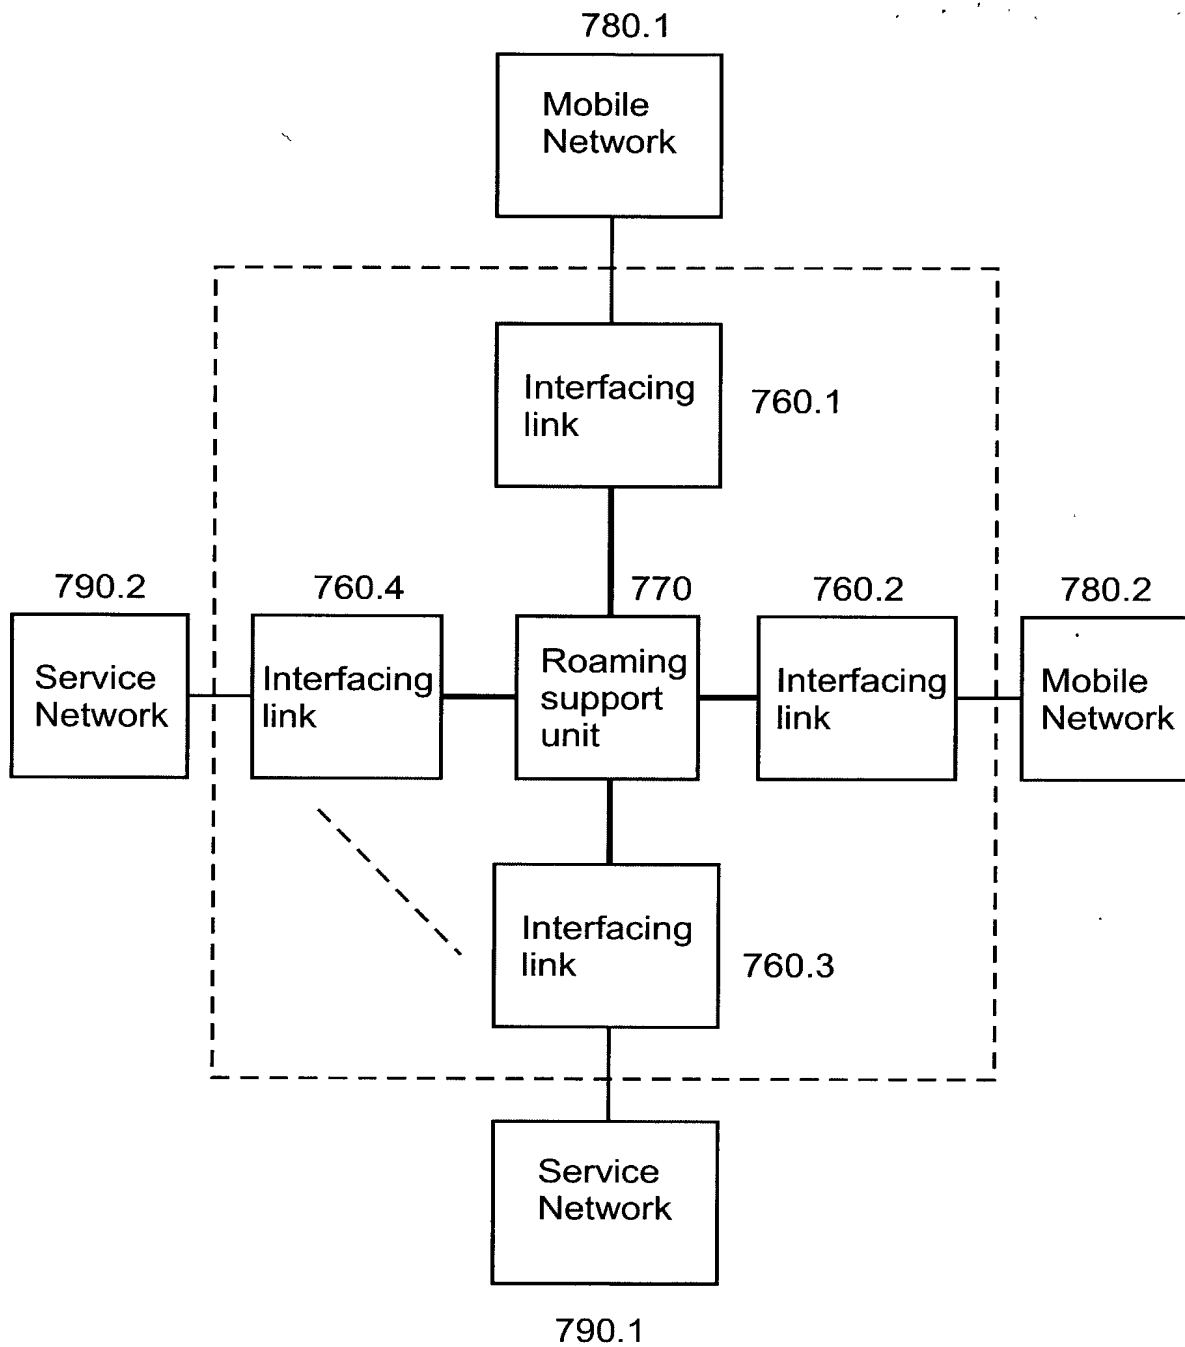 780.1
Mobile
Network
Interfacing
link
760.1
790.2
760.4
770
760.2
780.2
Service
Network
Interfacing
link
Roaming
support
unit
Interfacing
link
Mobile
Network
Interfacing
link
760.3
Service
Network
790.1